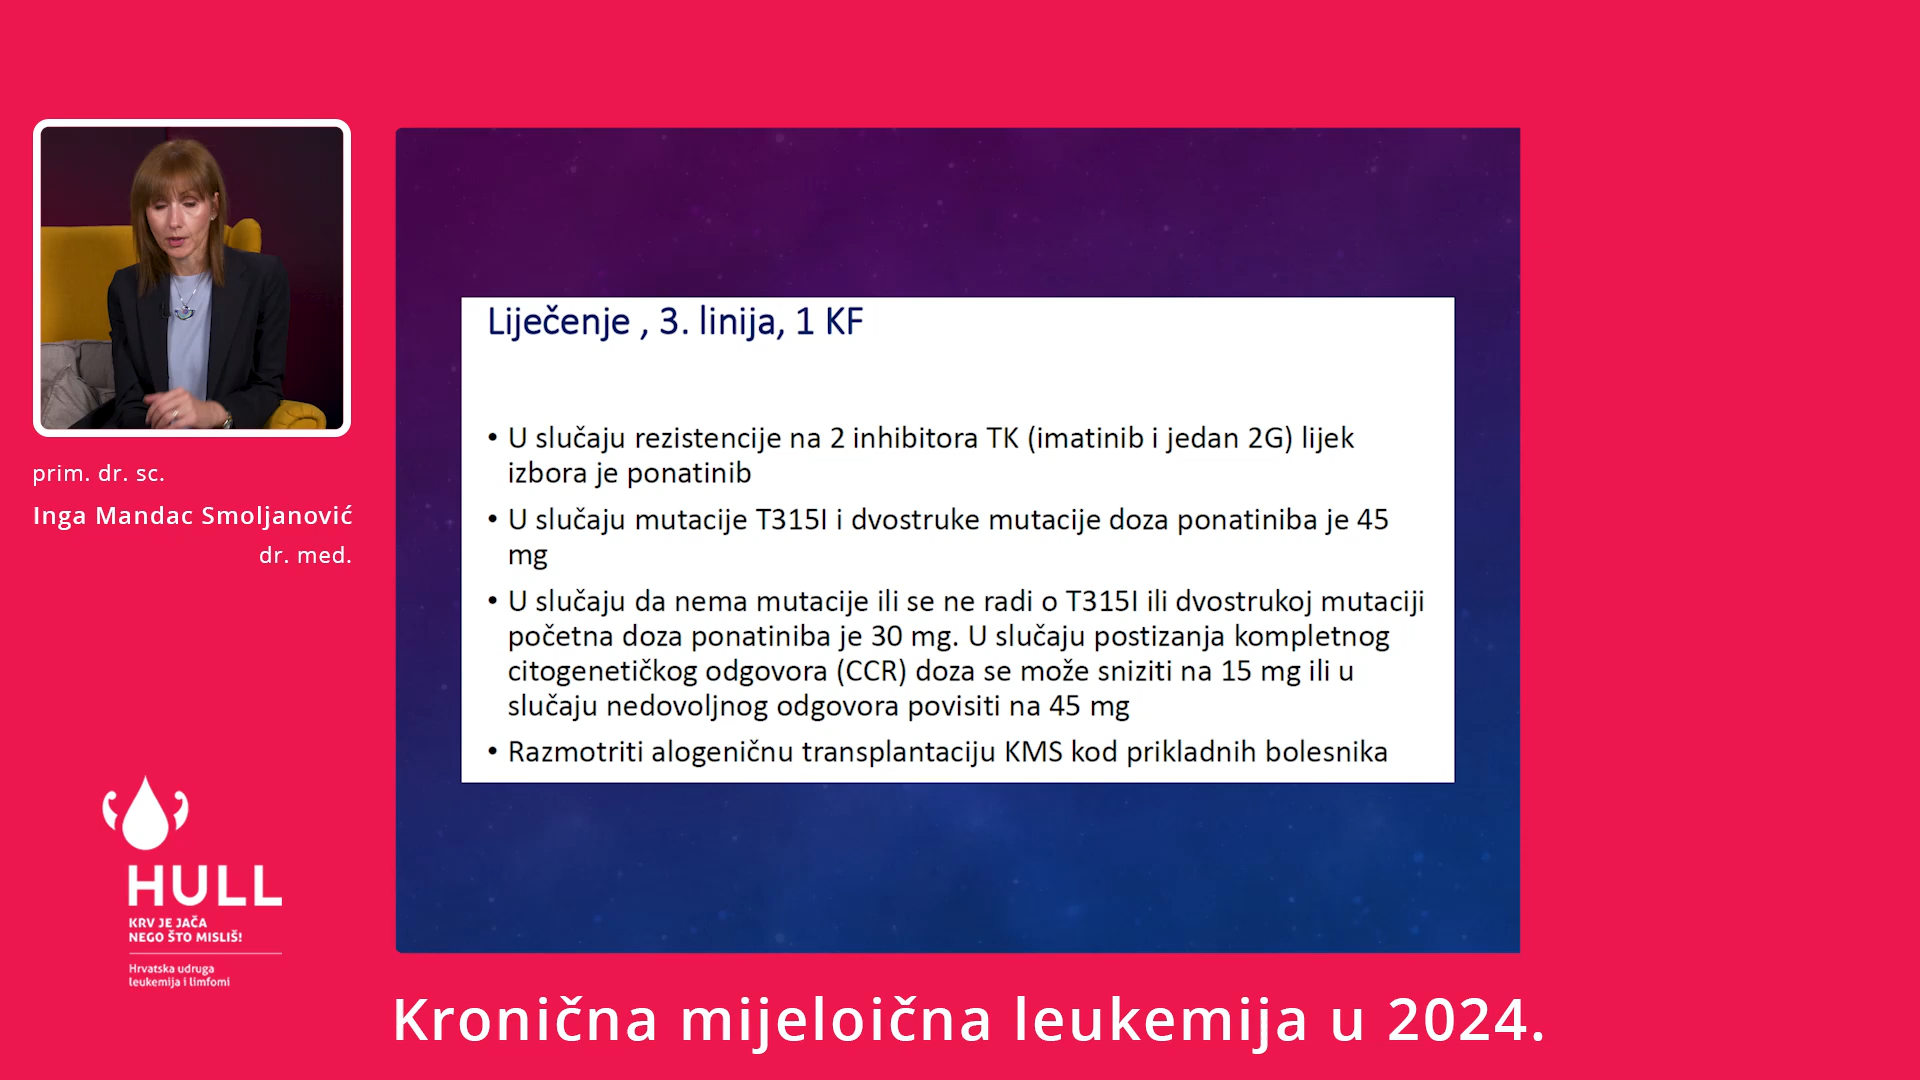 prim. dr. sc.
Inga Mandac Smoljanović
dr. med.
HULL
KRV JE JAČA
NEGO ŠTO MISLIŠ!
Hrvatska udruga
leukemija i limfomi
Liječenje , 3. linija, 1 KF
• U slučaju rezistencije na 2 inhibitora TK (imatinib i jedan 2G) lijek
izbora je ponatinib
• U slučaju mutacije T315I i dvostruke mutacije doza ponatiniba je 45
mg
• U slučaju da nema mutacije ili se ne radi o T315I ili dvostrukoj mutaciji
početna doza ponatiniba je 30 mg. U slučaju postizanja kompletnog
citogenetičkog odgovora (CCR) doza se može sniziti na 15 mg ili u
slučaju nedovoljnog odgovora povisiti na 45 mg
• Razmotriti alogeničnu transplantaciju KMS kod prikladnih bolesnika
Kronična mijeloična leukemija u 2024.